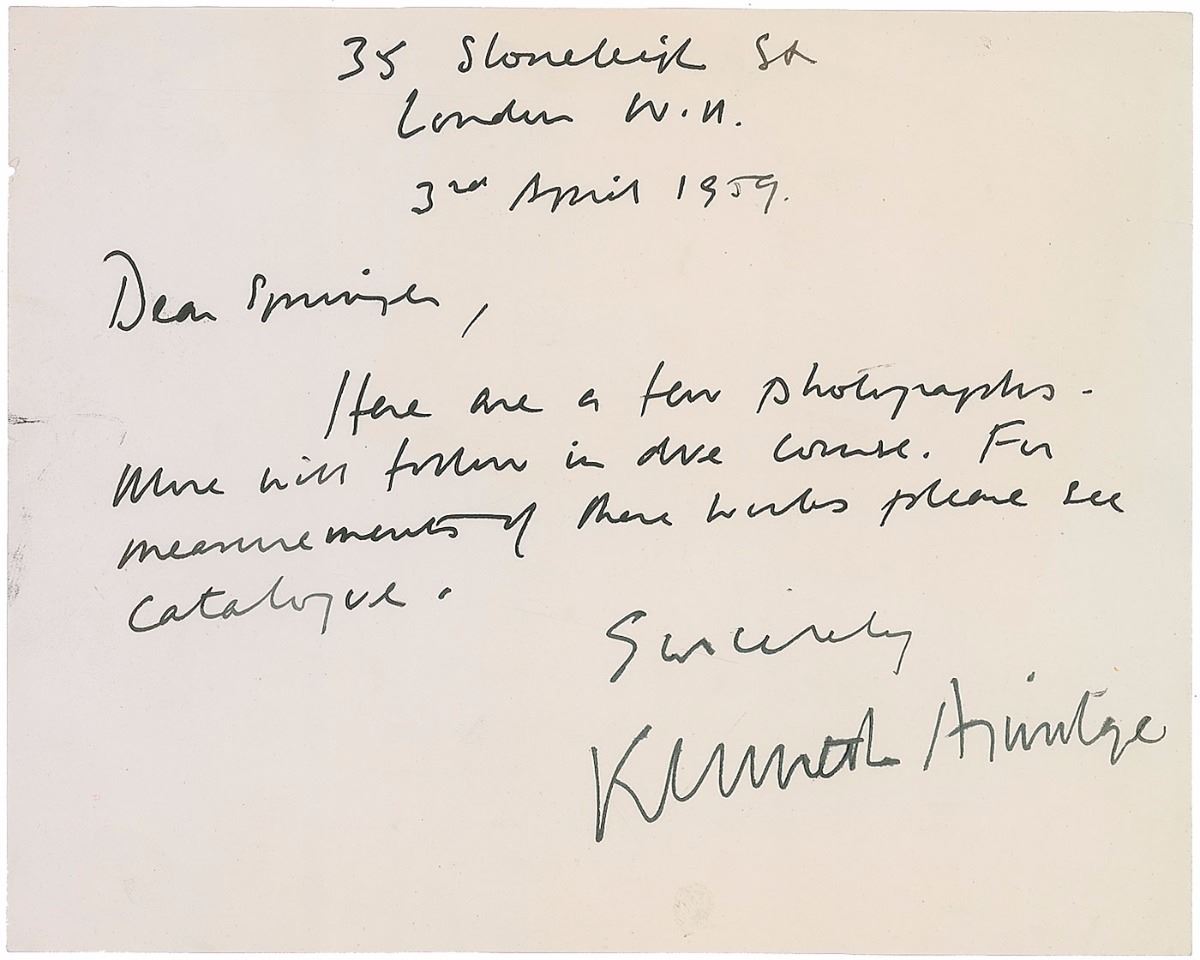 35 Stoneleigh St
London W.11.
3rd April 1959.
Dear Springer,
Here are a few photographs -
More will follow in due course. For
measurements of these works please see
catalogue.
Sincerely
Kenneth Armitage